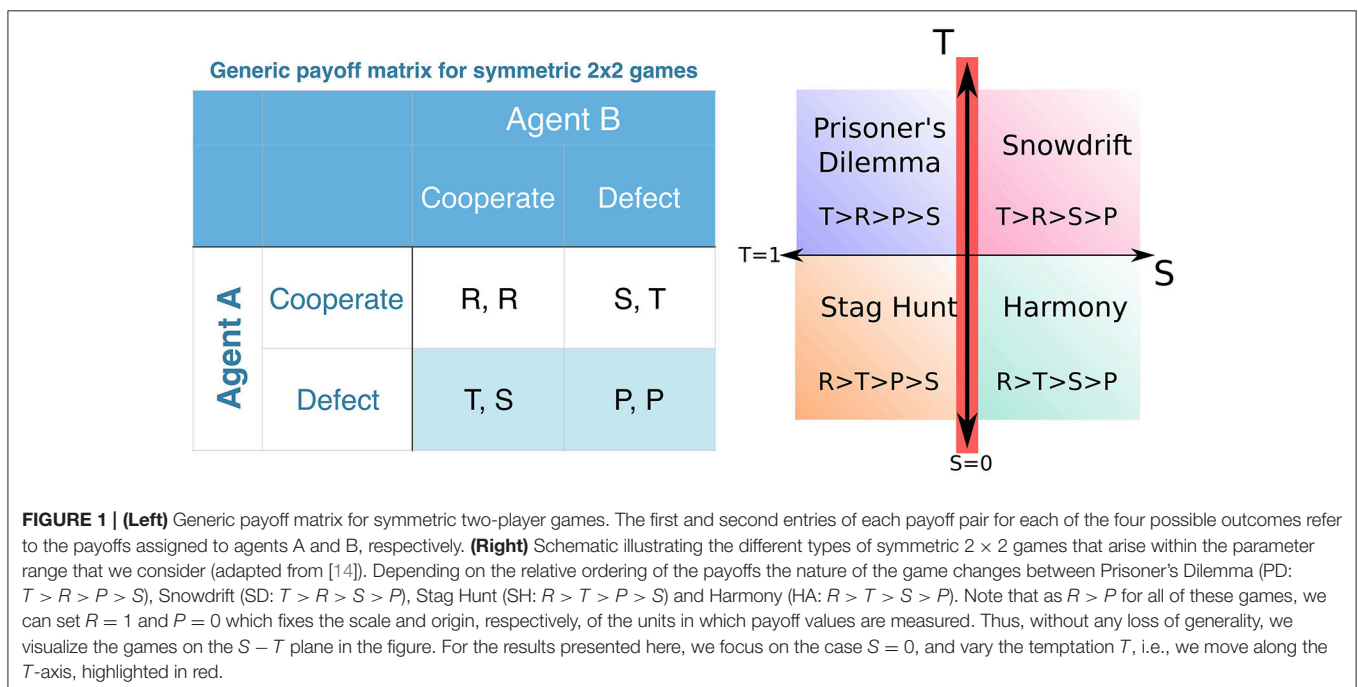 Generic payoff matrix for symmetric 2x2 games
Agent B
Cooperate Defect
Agent A
Cooperate R, R S, T
Defect T, S P, P
T
Prisoner's
Dilemma
T>R>P>S
Snowdrift
T>R>S>P
T=1
S
Stag Hunt
R>T>P>S
Harmony
R>T>S>P
S=0
FIGURE 1 | (Left) Generic payoff matrix for symmetric two-player games. The first and second entries of each payoff pair for each of the four possible outcomes refer
to the payoffs assigned to agents A and B, respectively. (Right) Schematic illustrating the different types of symmetric 2 × 2 games that arise within the parameter
range that we consider (adapted from [14]). Depending on the relative ordering of the payoffs the nature of the game changes between Prisoner's Dilemma (PD:
T > R > P > S), Snowdrift (SD: T > R > S > P), Stag Hunt (SH: R > T > P > S) and Harmony (HA: R > T > S > P). Note that as R > P for all of these games, we
can set R = 1 and P = 0 which fixes the scale and origin, respectively, of the units in which payoff values are measured. Thus, without any loss of generality, we
visualize the games on the S − T plane in the figure. For the results presented here, we focus on the case S = 0, and vary the temptation T, i.e., we move along the
T-axis, highlighted in red.